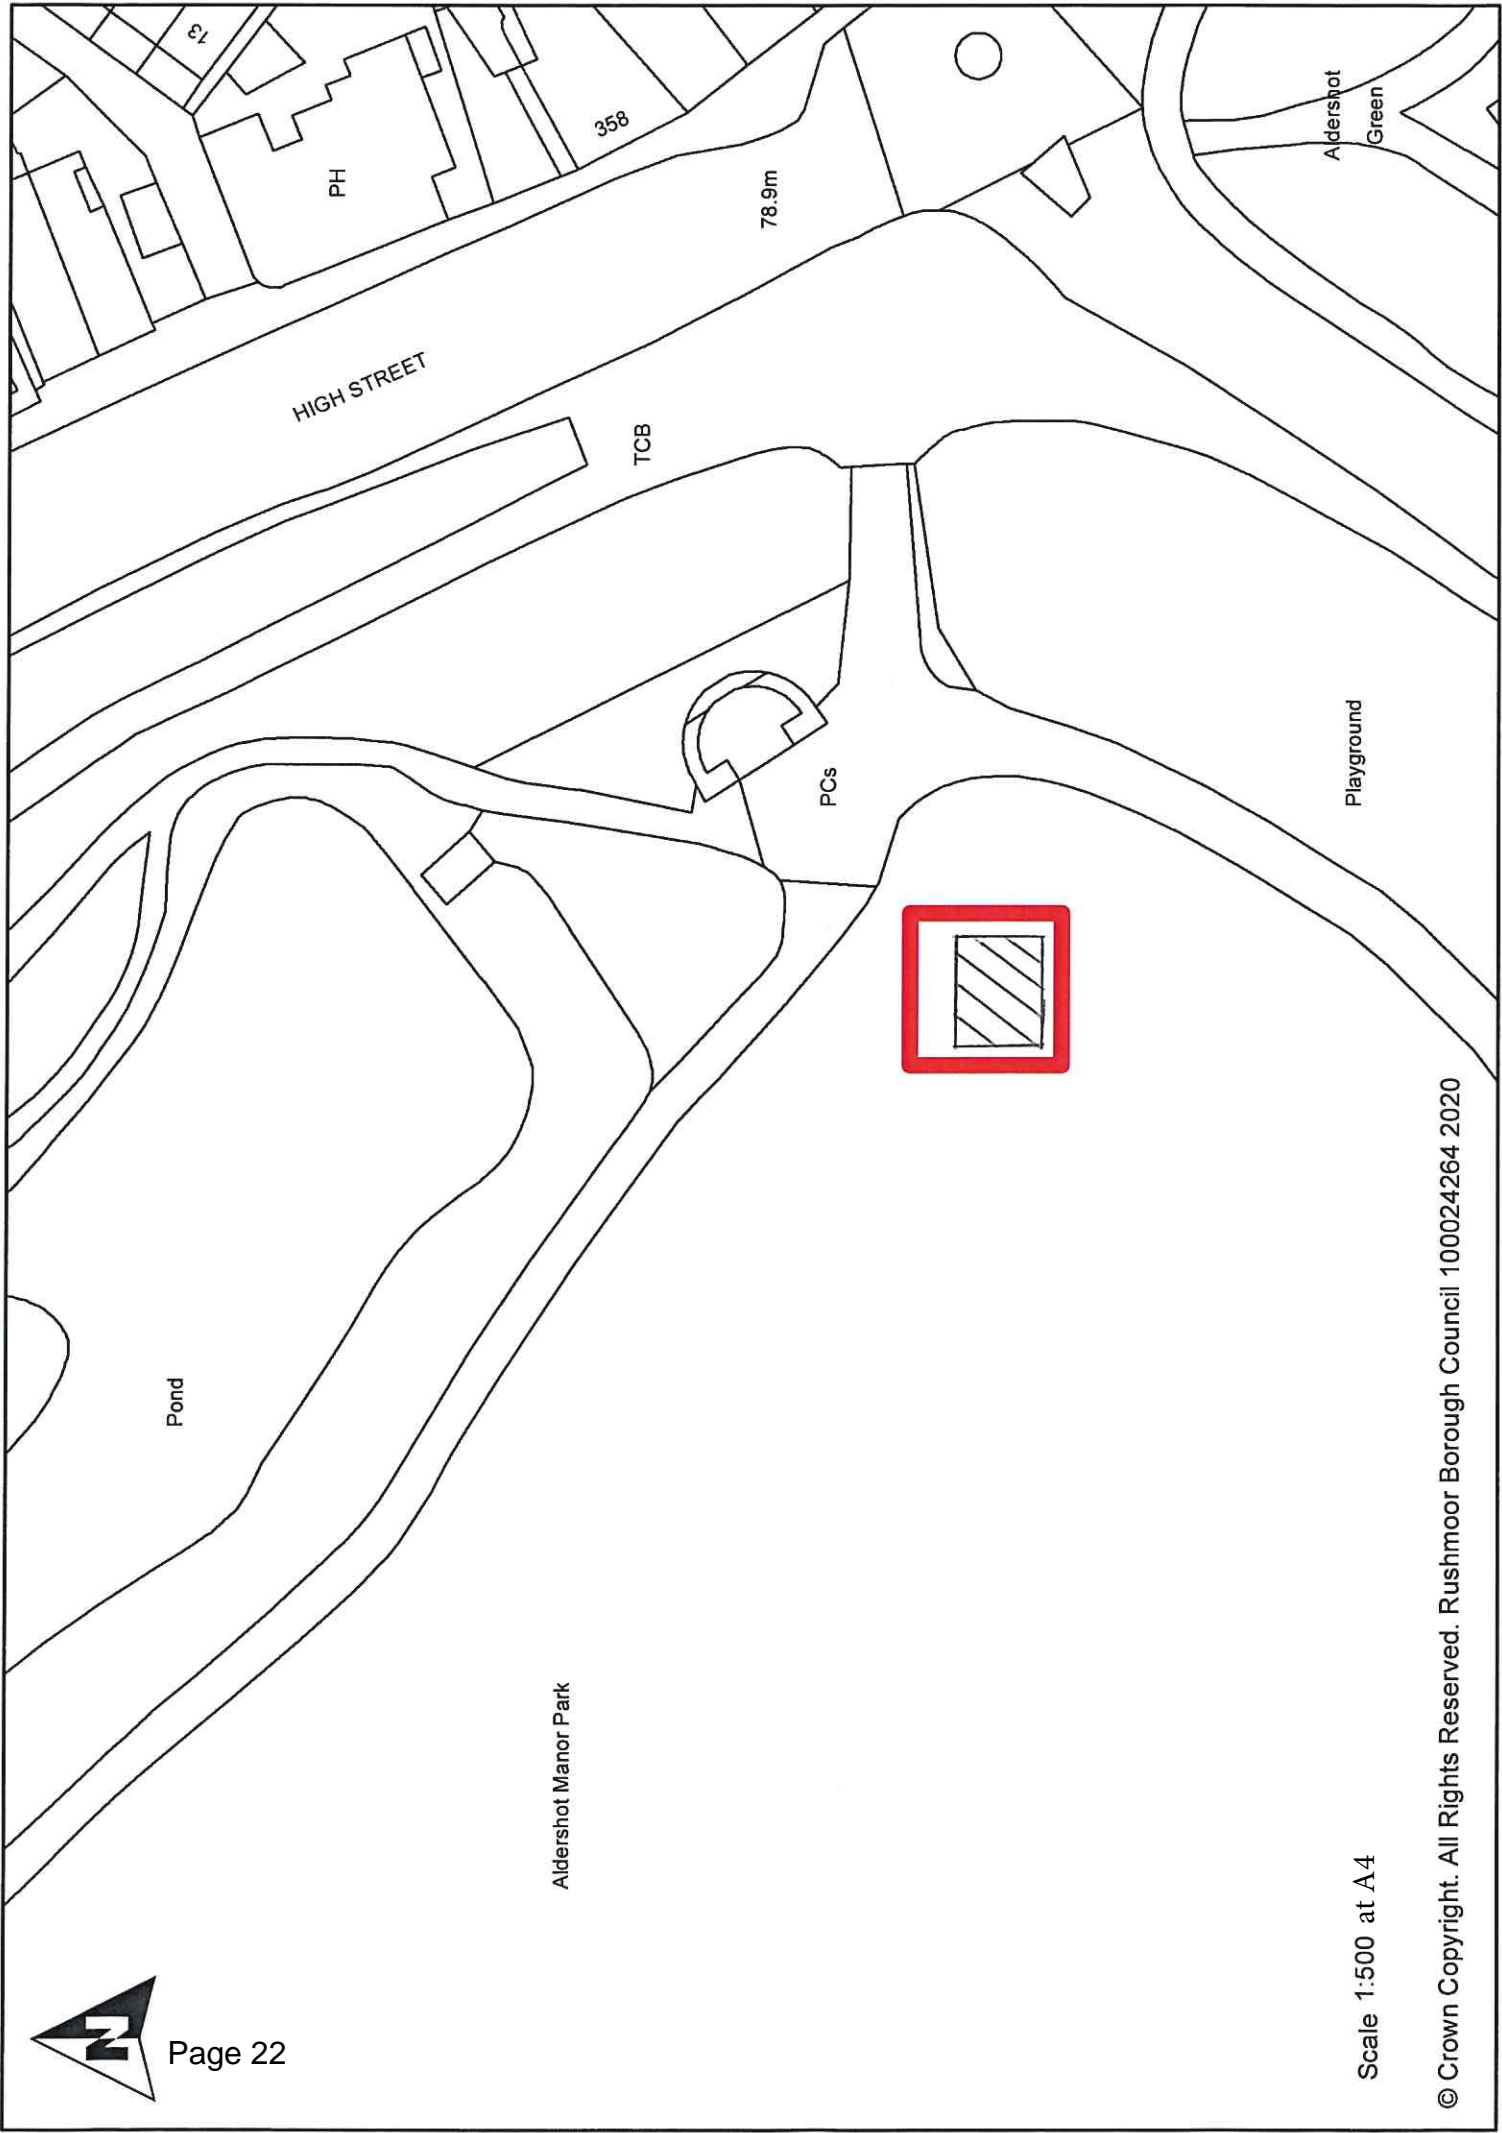 N
Page 22
Pond
Aldershot Manor Park
HIGH STREET
PH
13
358
TCB
78.9m
PCs
Aldershot
Green
Playground
Scale 1:500 at A4
© Crown Copyright. All Rights Reserved. Rushmoor Borough Council 100024264 2020